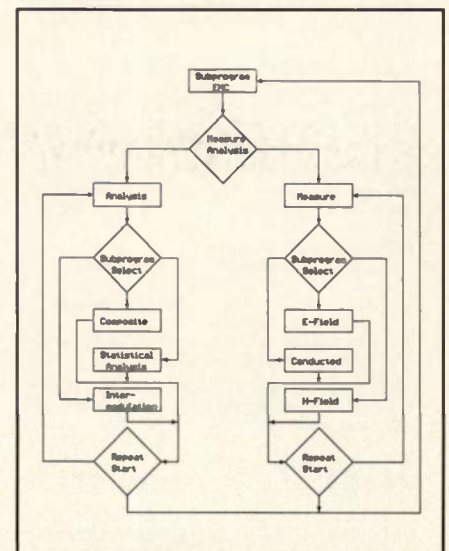 Subprogram
EMC
Measure
Analysis
Analysis
Measure
Subprogram
Select
Subprogram
Select
Composite
E-Field
Statistical
Analysis
Conducted
Inter-
modulation
H-Field
Repeat
Start
Repeat
Start